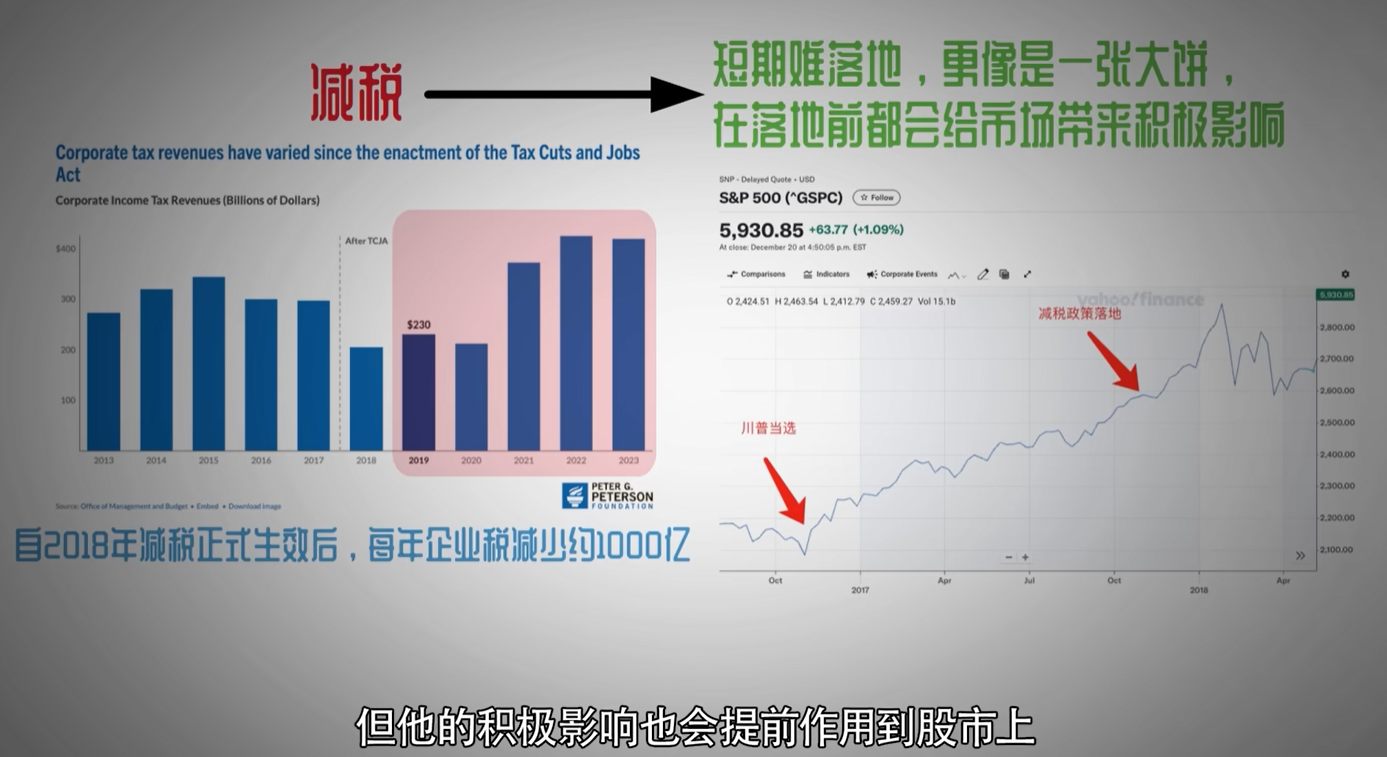 减税
短期难落地，更像是一张大饼，
在落地前都会给市场带来积极影响
Corporate tax revenues have varied since the enactment of the Tax Cuts and Jobs
Act
Corporate Income Tax Revenues (Billions of Dollars)
$400
300
200
100
After TCJA
$230
2013 2014 2015 2016 2017 2018 2019 2020 2021 2022 2023
Source: Office of Management and Budget • Embed • Download image
PETER G.
PETERSON
FOUNDATION
自2018年减税正式生效后，每年企业税减少约1000亿
SNP - Delayed Quote • USD
S&P 500 (^GSPC) ☆ Follow
5,930.85 +63.77 (+1.09%)
At close: December 20 at 4:50:05 p.m. EST
Comparisons Indicators Corporate Events
O 2,424.51 H 2,463.54 L 2,412.79 C 2,459.27 Vol 15.1b
yahoo!finance
5,930.85
减税政策落地
川普当选
2,800.00
2,700.00
2,600.00
2,500.00
2,400.00
2,300.00
2,200.00
2,100.00
Oct 2017 Apr Jul Oct 2018 Apr
但他的积极影响也会提前作用到股市上